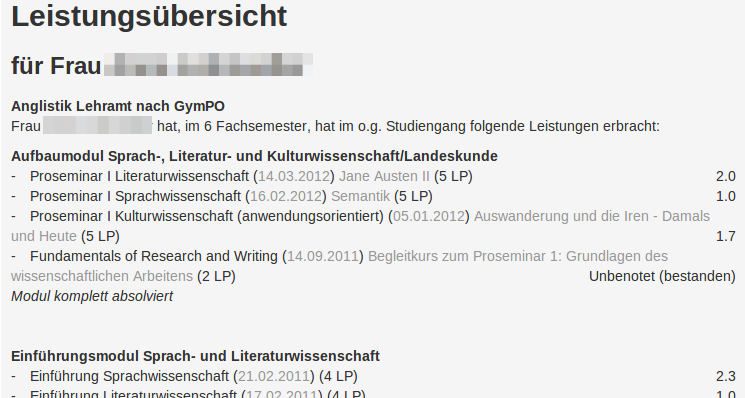 Leistungsübersicht
für Frau
Anglistik Lehramt nach GymPO
Frau hat, im 6 Fachsemester, hat im o.g. Studiengang folgende Leistungen erbracht:
Aufbaumodul Sprach-, Literatur- und Kulturwissenschaft/Landeskunde
- Proseminar I Literaturwissenschaft (14.03.2012) Jane Austen II (5 LP) 2.0
- Proseminar I Sprachwissenschaft (16.02.2012) Semantik (5 LP) 1.0
- Proseminar I Kulturwissenschaft (anwendungsorientiert) (05.01.2012) Auswanderung und die Iren - Damals
und Heute (5 LP) 1.7
- Fundamentals of Research and Writing (14.09.2011) Begleitkurs zum Proseminar 1: Grundlagen des
wissenschaftlichen Arbeitens (2 LP) Unbenotet (bestanden)
Modul komplett absolviert
Einführungsmodul Sprach- und Literaturwissenschaft
- Einführung Sprachwissenschaft (21.02.2011) (4 LP) 2.3
- Einführung Literaturwissenschaft (17.02.2011) (4 LP) 1.0